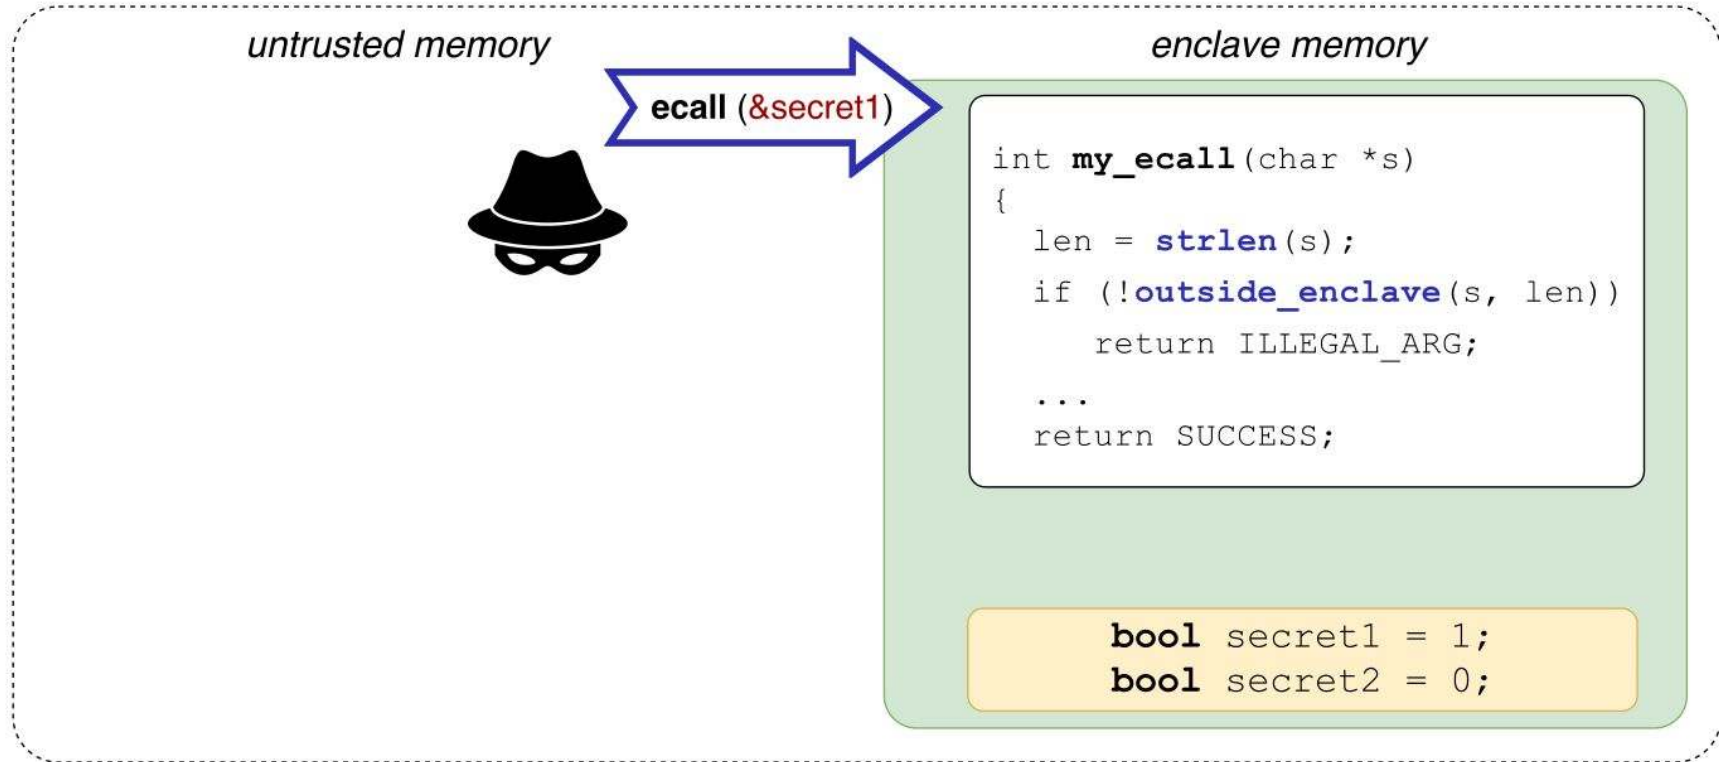 untrusted memory
enclave memory
ecall (&secret1)
int my_ecall(char *s)
{
len = strlen(s);
if (!outside_enclave(s, len))
return ILLEGAL_ARG;
...
return SUCCESS;
bool secret1 = 1;
bool secret2 = 0;